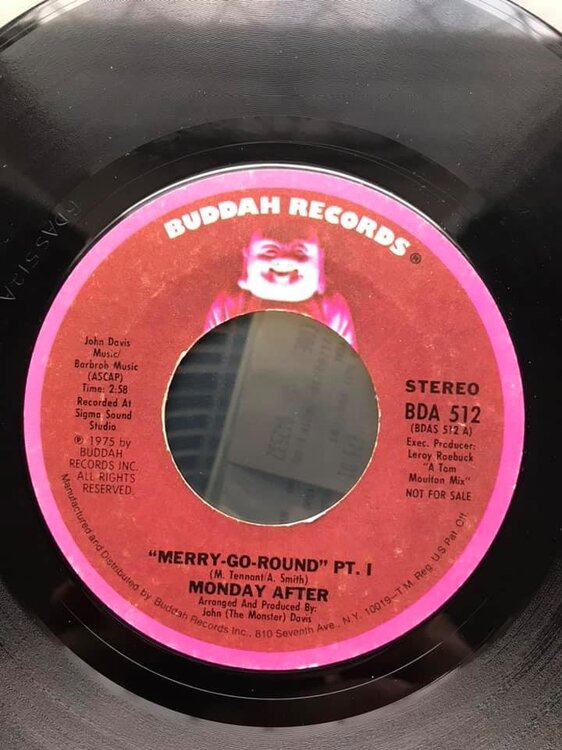 BUDDAH RECORDS®
John Davis
Music/
Barbroh Music
(ASCAP)
Time: 2:58
Recorded At
Sigma Sound
Studio
℗ 1975 by
BUDDAH
RECORDS INC.
ALL RIGHTS
RESERVED.
STEREO
BDA 512
(BDAS 512 A)
Exec. Producer:
Leroy Roebuck
"A Tom
Moulton Mix"
NOT FOR SALE
"MERRY-GO-ROUND" PT. I
(M. Tennant/A. Smith)
MONDAY AFTER
Arranged And Produced By:
John (The Monster) Davis
Manufactured and Distributed by Buddah Records Inc., 810 Seventh Ave., N.Y. 10019–T.M. Reg. U.S. Pat. Off.